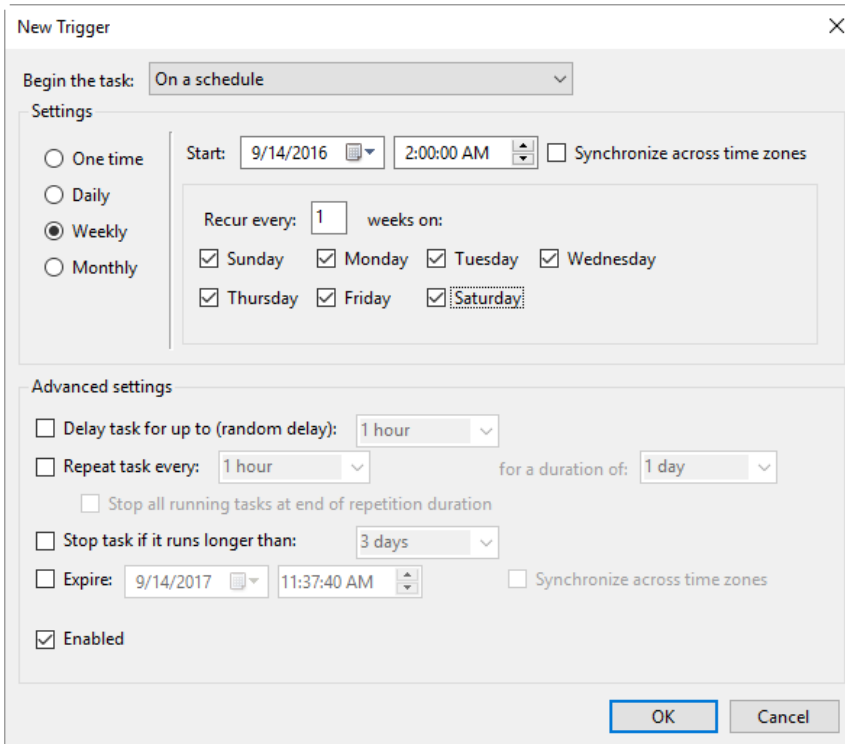 New Trigger
Begin the task: On a schedule
Settings
One time
Daily
Weekly
Monthly
Start: 9/14/2016 2:00:00 AM Synchronize across time zones
Recur every: 1 weeks on:
Sunday Monday Tuesday Wednesday
Thursday Friday Saturday
Advanced settings
Delay task for up to (random delay): 1 hour
Repeat task every: 1 hour for a duration of: 1 day
Stop all running tasks at end of repetition duration
Stop task if it runs longer than: 3 days
Expire: 9/14/2017 11:37:40 AM Synchronize across time zones
Enabled
OK Cancel